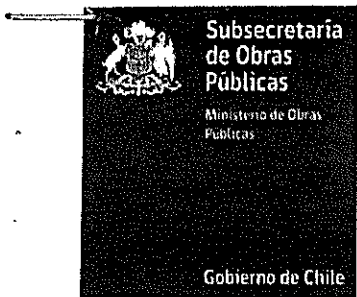 Subsecretaría
de Obras
Públicas
Ministerio de Obras
Públicas
Gobierno de Chile